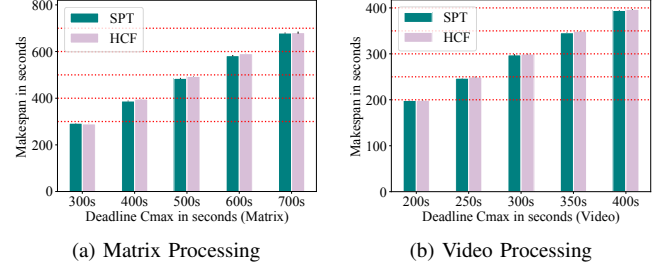 Makespan in seconds
800
600
400
200
0
SPT
HCF
300s 400s 500s 600s 700s
Deadline Cmax in seconds (Matrix)
(a) Matrix Processing
Makespan in seconds
400
300
200
100
0
SPT
HCF
200s 250s 300s 350s 400s
Deadline Cmax in seconds (Video)
(b) Video Processing